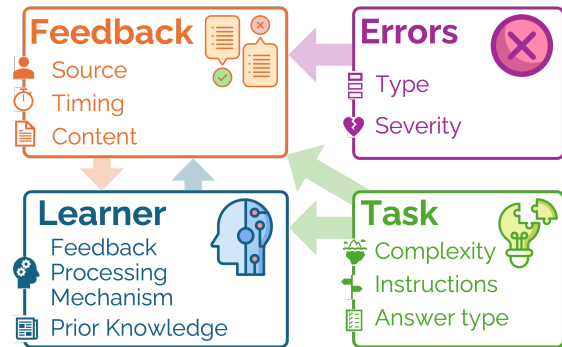 Feedback
Source
Timing
Content
Errors
Type
Severity
Learner
Feedback
Processing
Mechanism
Prior Knowledge
Task
Complexity
Instructions
Answer type